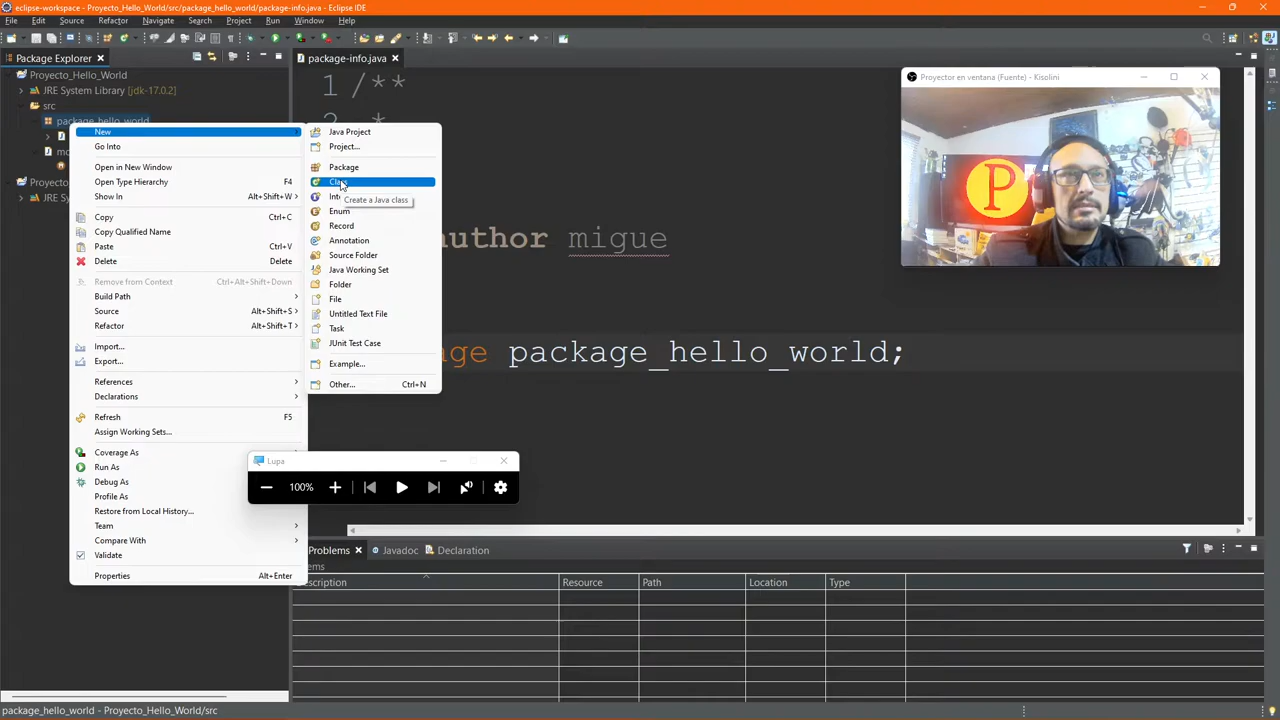 eclipse-workspace - Proyecto_Hello_World/src/package_hello_world/package-info.java - Eclipse IDE
File Edit Source Refactor Navigate Search Project Run Window Help
Package Explorer
package-info.java
Proyecto_Hello_World
JRE System Library [jdk-17.0.2]
src
package_hello_world
1 /**
2 *
author migue
package_hello_world;
New
Go Into
Open in New Window
Open Type Hierarchy F4
Show In Alt+Shift+W
Copy Ctrl+C
Copy Qualified Name
Paste Ctrl+V
Delete Delete
Remove from Context Ctrl+Alt+Shift+Down
Build Path
Source Alt+Shift+S
Refactor Alt+Shift+T
Import...
Export...
References
Declarations
Refresh F5
Assign Working Sets...
Coverage As
Run As
Debug As
Profile As
Restore from Local History...
Team
Compare With
Validate
Properties Alt+Enter
Java Project
Project...
Package
Class
Create a Java class
Enum
Record
Annotation
Source Folder
Java Working Set
Folder
File
Untitled Text File
Task
JUnit Test Case
Example...
Other... Ctrl+N
Proyector en ventana (Fuente) - Kisolini
P
Lupa
100%
Problems Javadoc Declaration
Resource Path Location Type
package_hello_world - Proyecto_Hello_World/src